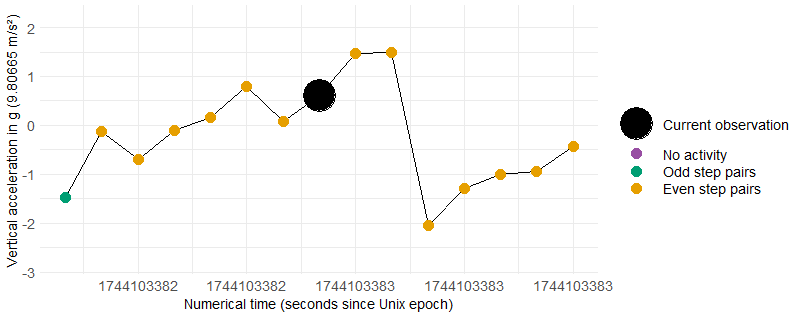 Vertical acceleration in g (9.80665 m/s²)
2
1
0
-1
-2
-3
1744103382 1744103382 1744103383 1744103383 1744103383
Numerical time (seconds since Unix epoch)
Current observation
No activity
Odd step pairs
Even step pairs